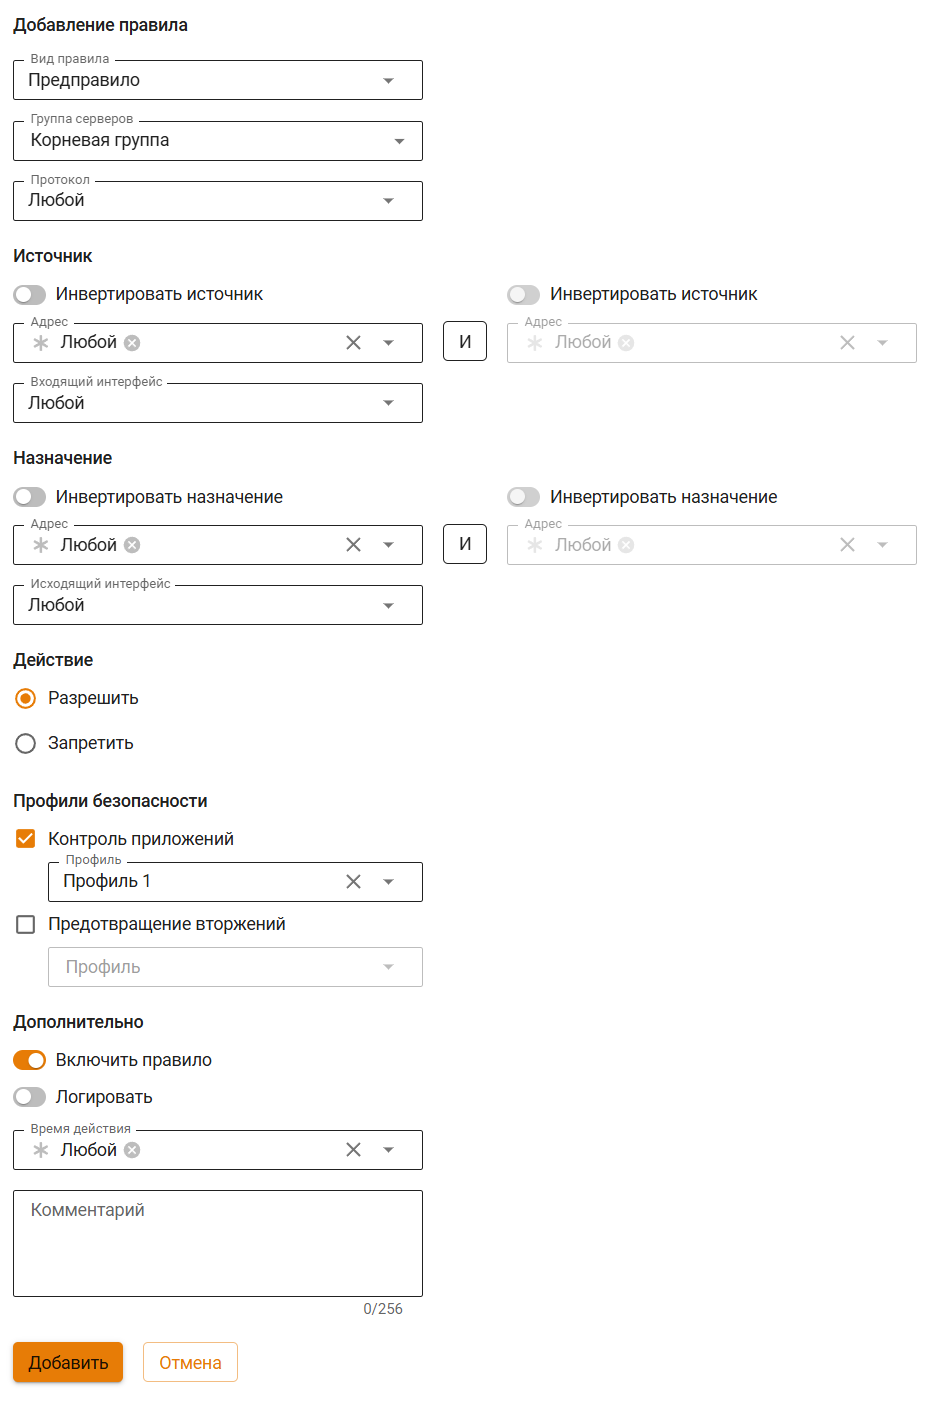 Добавление правила
Вид правила
Предправило
Группа серверов
Корневая группа
Протокол
Любой
Источник
Инвертировать источник
Инвертировать источник
Адрес
Адрес
Любой
И
Любой
Входящий интерфейс
Любой
Назначение
Инвертировать назначение
Инвертировать назначение
Адрес
Адрес
Любой
И
Любой
Исходящий интерфейс
Любой
Действие
Разрешить
Запретить
Профили безопасности
Контроль приложений
Профиль
Профиль 1
Предотвращение вторжений
Профиль
Дополнительно
Включить правило
Логировать
Время действия
Любой
Комментарий
0/256
Добавить
Отмена